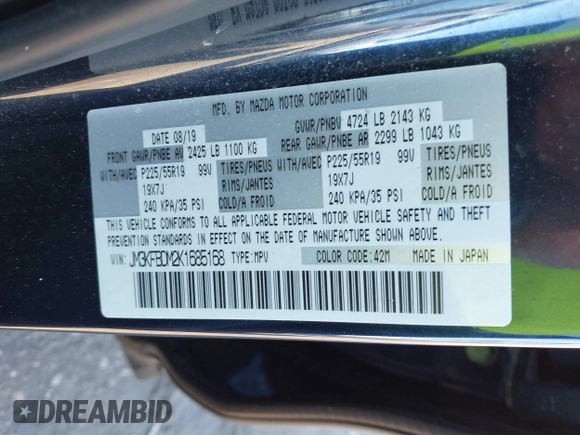 MFD. BY MAZDA MOTOR CORPORATION
DATE 08/19 GVWR/PNBV 4724 LB 2143 KG
FRONT GAWR/PNBE AV 2425 LB 1100 KG REAR GAWR/PNBE AR 2299 LB 1043 KG
WITH/AVEC P225/55R19 99V TIRES/PNEUS WITH/AVEC P225/55R19 99V TIRES/PNEUS
19X7J RIMS/JANTES 19X7J RIMS/JANTES
240 KPA/35 PSI COLD/A FROID 240 KPA/35 PSI COLD/A FROID
THIS VEHICLE CONFORMS TO ALL APPLICABLE FEDERAL MOTOR VEHICLE SAFETY AND THEFT
PREVENTION STANDARDS IN EFFECT ON THE DATE OF MANUFACTURE SHOWN ABOVE.
VIN: JM3KFBDM2K1685168 TYPE:MPV COLOR CODE:42M MADE IN JAPAN
DREAMBID